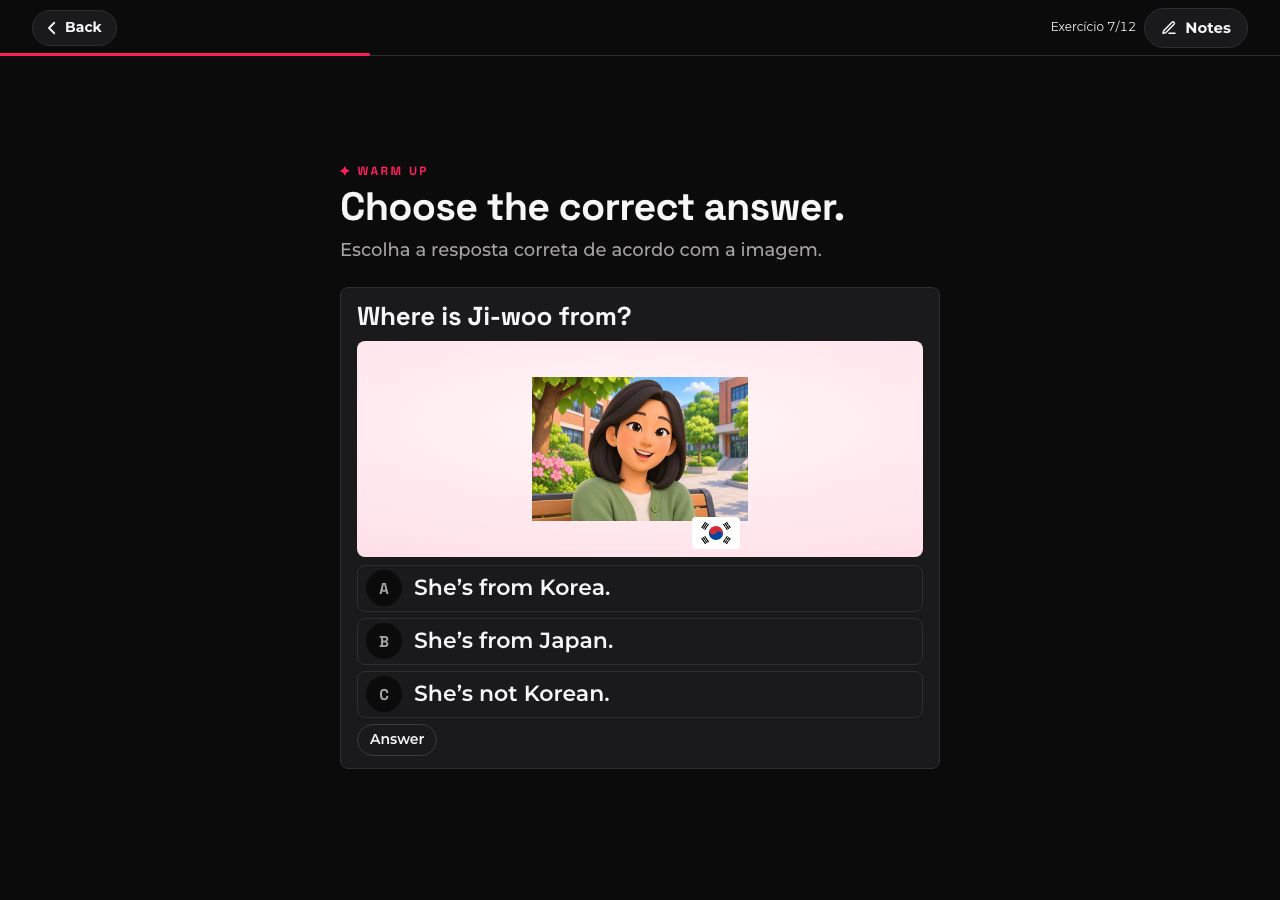 Back
Exercício 7/12
Notes
WARM UP
Choose the correct answer.
Escolha a resposta correta de acordo com a imagem.
Where is Ji-woo from?
A She’s from Korea.
B She’s from Japan.
C She’s not Korean.
Answer